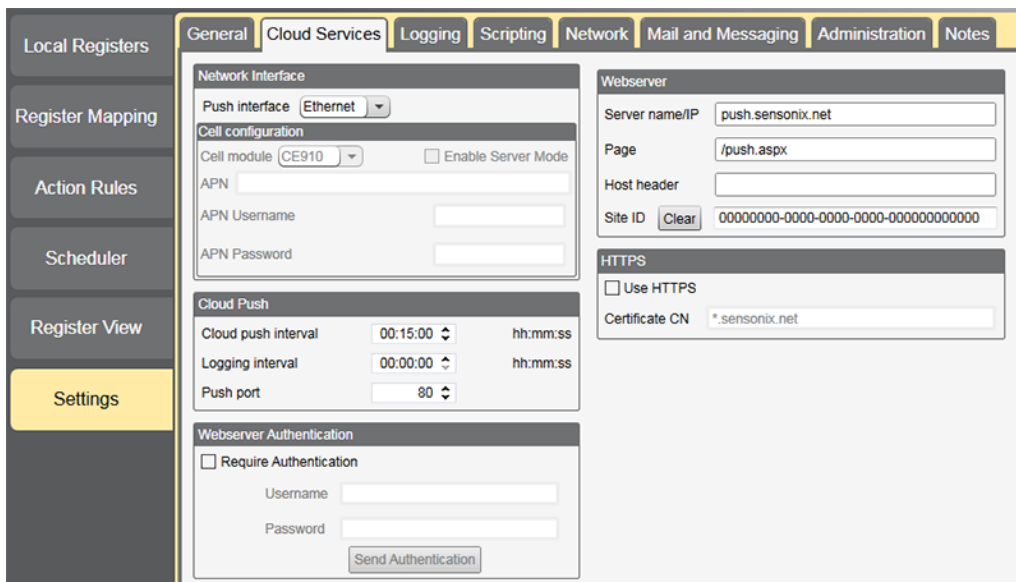 Local Registers
Register Mapping
Action Rules
Scheduler
Register View
Settings
General Cloud Services Logging Scripting Network Mail and Messaging Administration Notes
Network Interface
Push interface Ethernet
Cell configuration
Cell module CE910 Enable Server Mode
APN
APN Username
APN Password
Cloud Push
Cloud push interval 00:15:00 hh:mm:ss
Logging interval 00:00:00 hh:mm:ss
Push port 80
Webserver Authentication
Require Authentication
Username
Password
Send Authentication
Webserver
Server name/IP push.sensonix.net
Page /push.aspx
Host header
Site ID Clear 00000000-0000-0000-0000-000000000000
HTTPS
Use HTTPS
Certificate CN *.sensonix.net